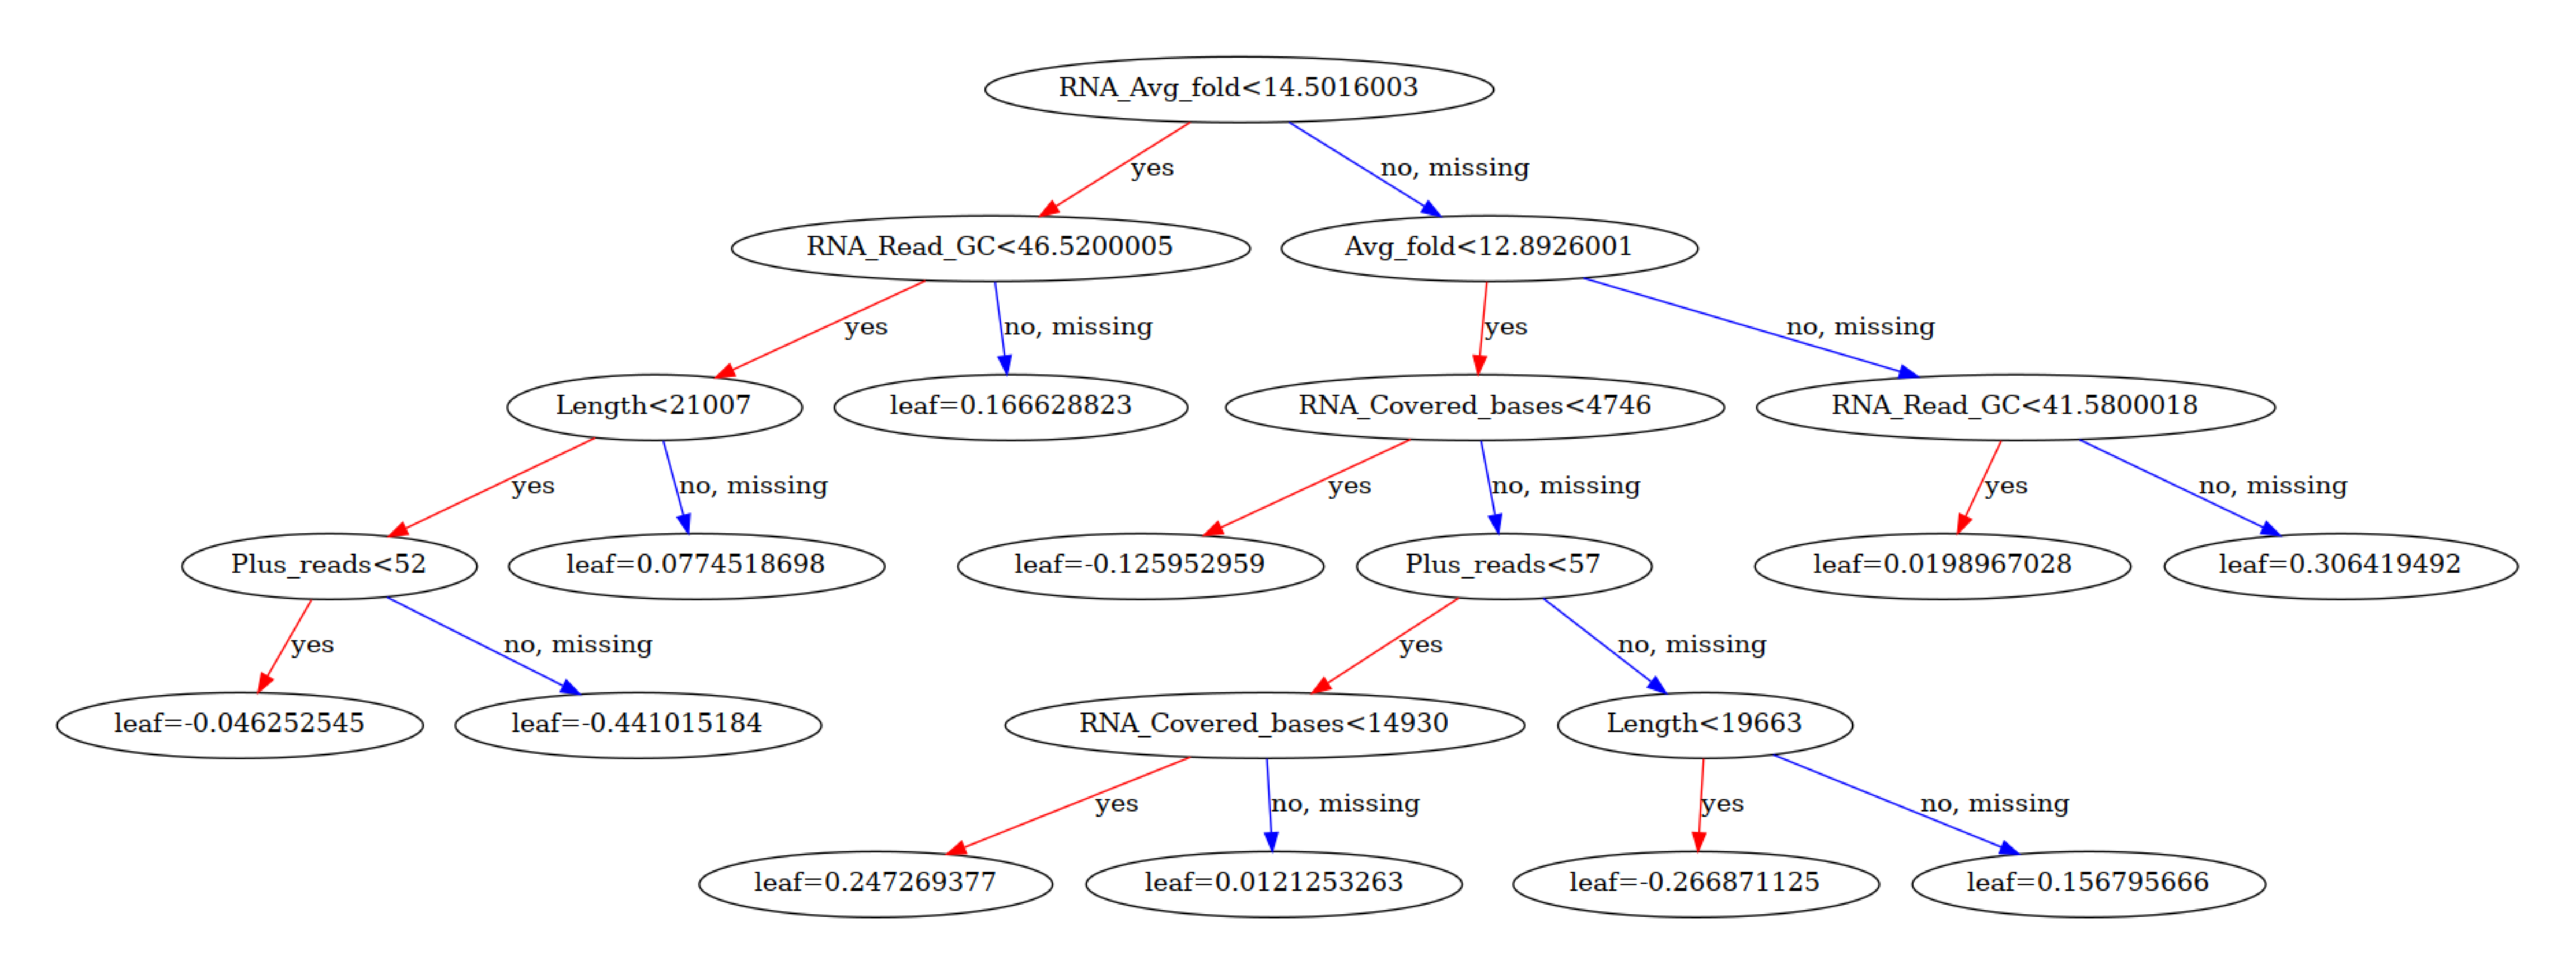 RNA_Avg_fold<14.5016003
yes
no, missing
RNA_Read_GC<46.5200005
Avg_fold<12.8926001
yes
no, missing
yes
no, missing
Length<21007
leaf=0.166628823
RNA_Covered_bases<4746
RNA_Read_GC<41.5800018
yes
no, missing
yes
no, missing
yes
no, missing
Plus_reads<52
leaf=0.0774518698
leaf=-0.125952959
Plus_reads<57
leaf=0.0198967028
leaf=0.306419492
yes
no, missing
yes
no, missing
leaf=-0.046252545
leaf=-0.441015184
RNA_Covered_bases<14930
Length<19663
yes
no, missing
yes
no, missing
leaf=0.247269377
leaf=0.0121253263
leaf=-0.266871125
leaf=0.156795666